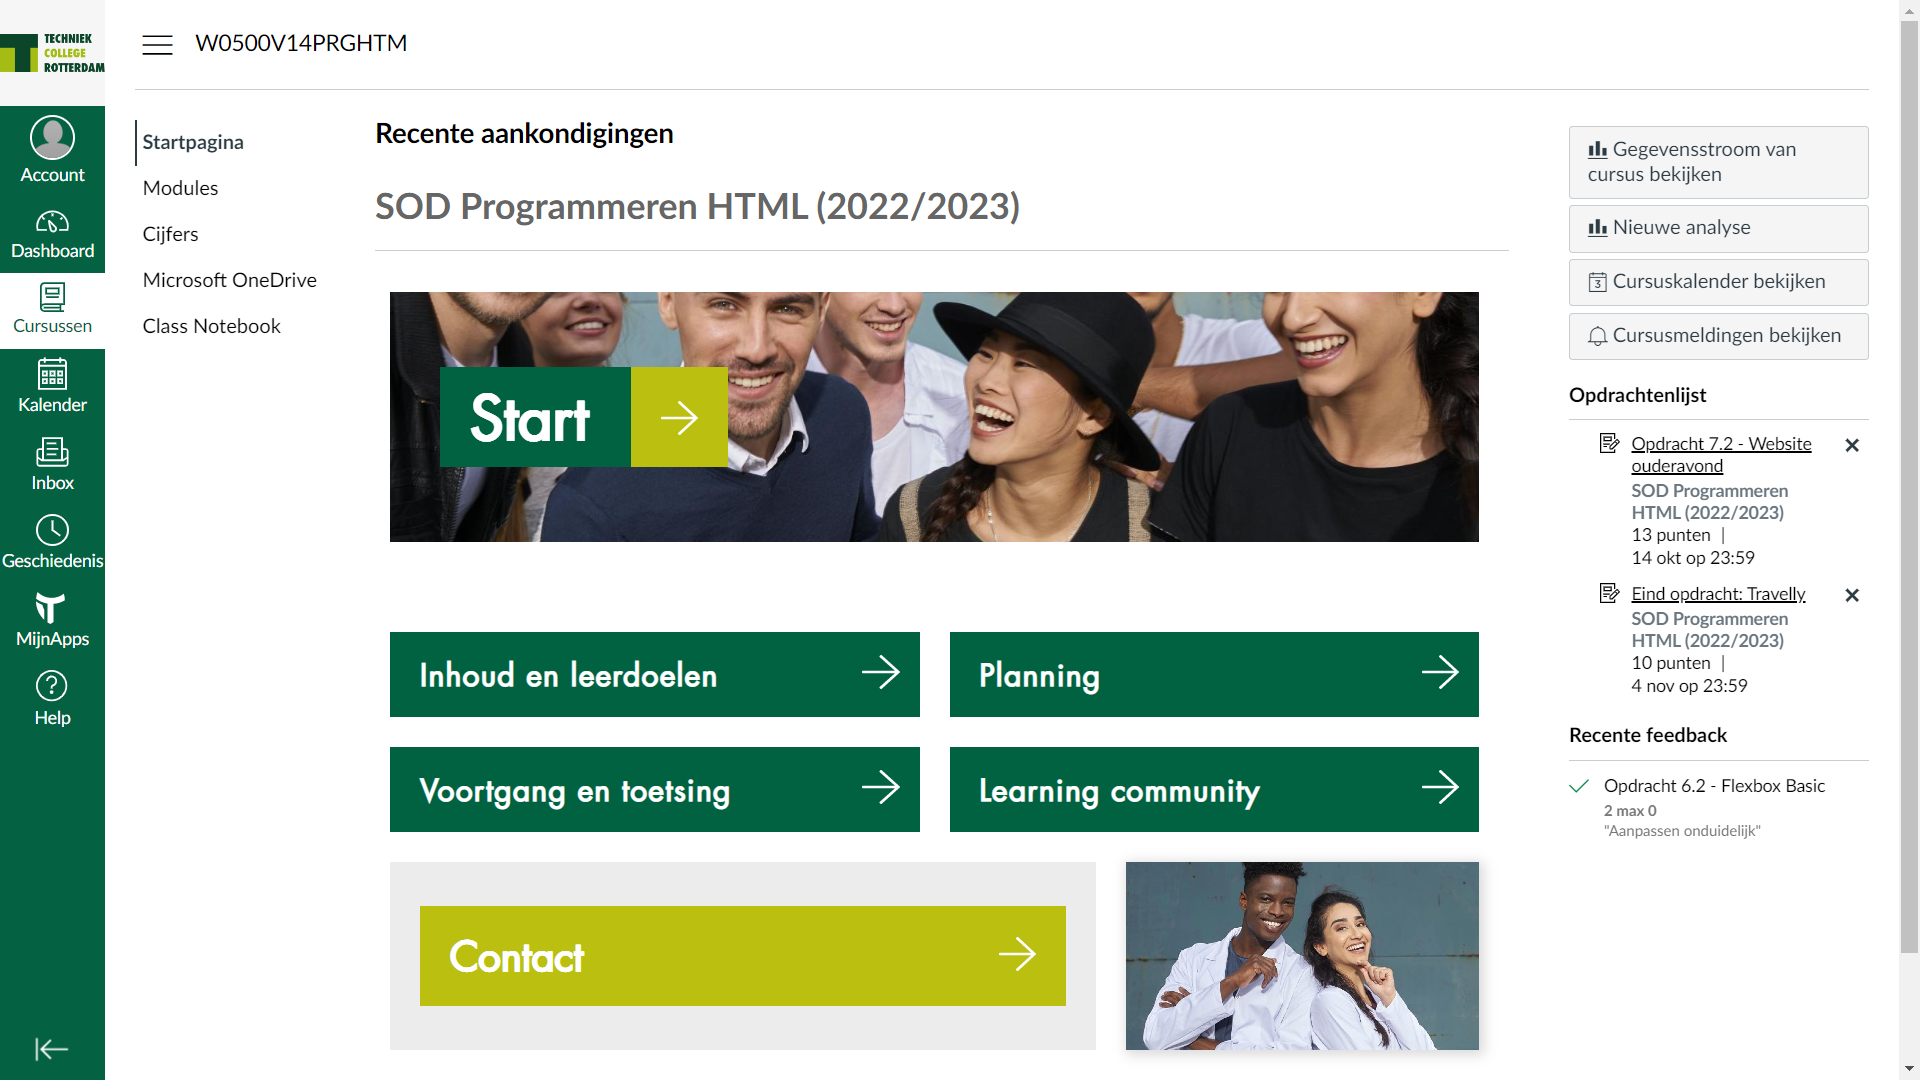 TECHNIEK
COLLEGE
ROTTERDAM
Account
Dashboard
Cursussen
Kalender
Inbox
Geschiedenis
MijnApps
Help
W0500V14PRGHTM
Startpagina
Modules
Cijfers
Microsoft OneDrive
Class Notebook
Recente aankondigingen
SOD Programmeren HTML (2022/2023)
Start
Inhoud en leerdoelen
Planning
Voortgang en toetsing
Learning community
Contact
Gegevensstroom van
cursus bekijken
Nieuwe analyse
3
Cursuskalender bekijken
Cursusmeldingen bekijken
Opdrachtenlijst
Opdracht 7.2 - Website
ouderavond
SOD Programmeren
HTML (2022/2023)
13 punten |
14 okt op 23:59
Eind opdracht: Travelly
SOD Programmeren
HTML (2022/2023)
10 punten |
4 nov op 23:59
Recente feedback
Opdracht 6.2 - Flexbox Basic
2 max 0
"Aanpassen onduidelijk"